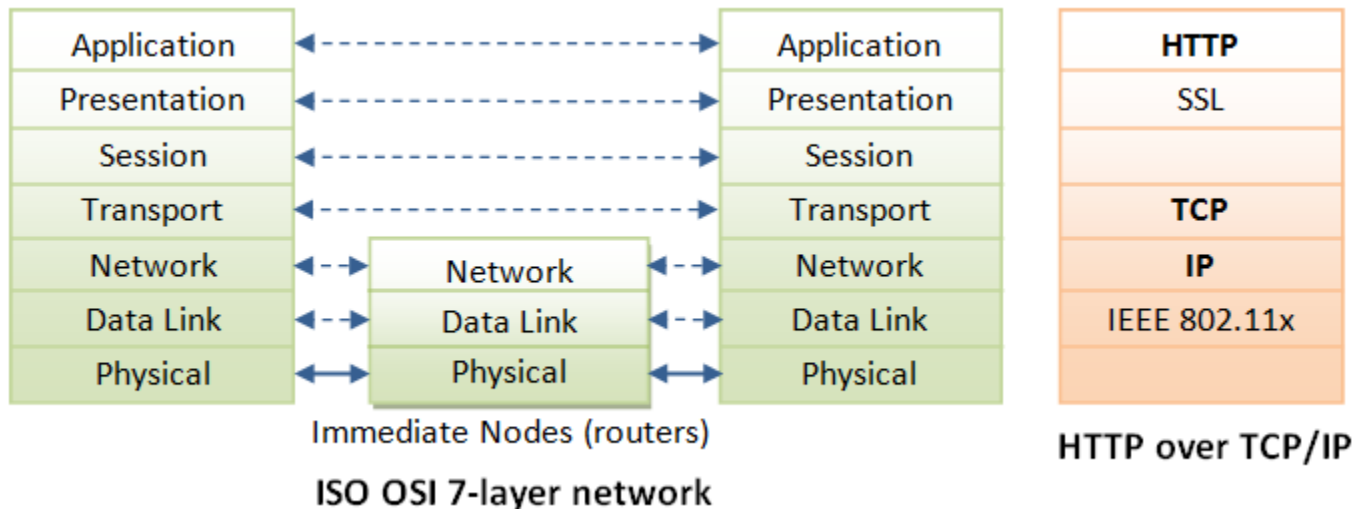 Application
Presentation
Session
Transport
Network
Data Link
Physical
Network
Data Link
Physical
Immediate Nodes (routers)
Application
Presentation
Session
Transport
Network
Data Link
Physical
ISO OSI 7-layer network
HTTP
SSL
TCP
IP
IEEE 802.11x
HTTP over TCP/IP